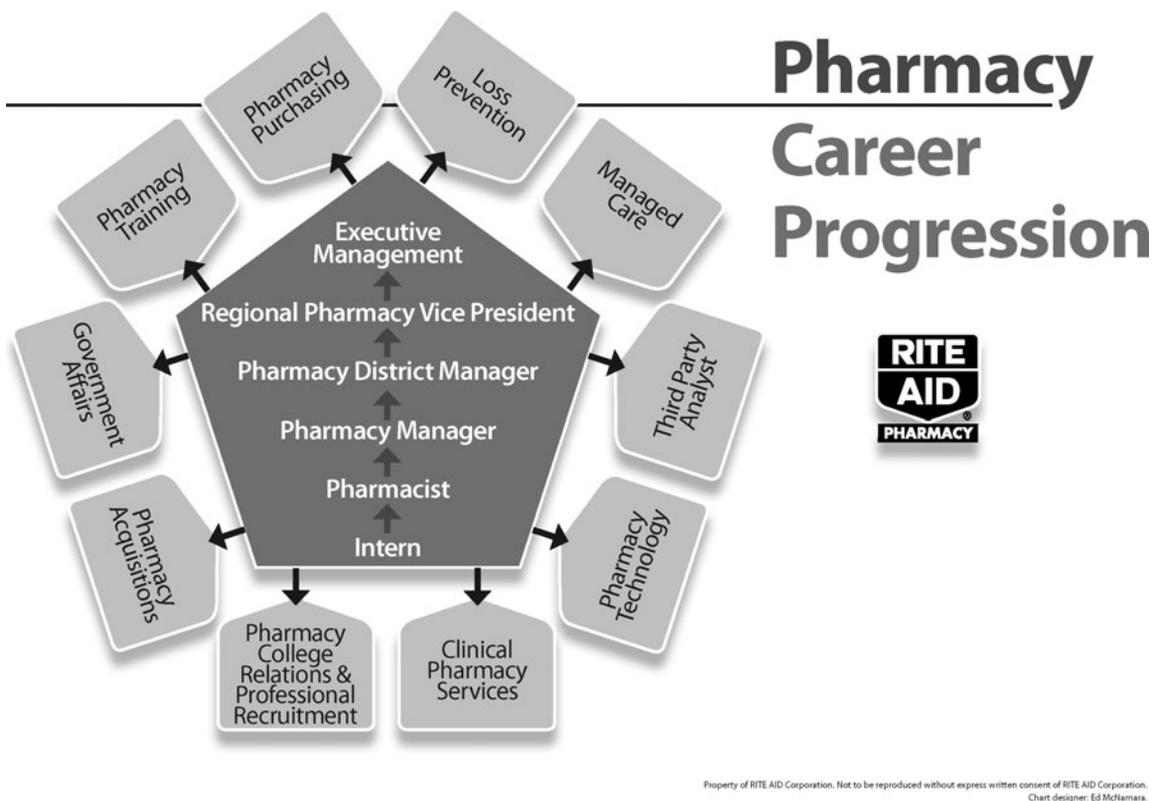 Pharmacy
Career
Progression
Pharmacy
Purchasing
Loss
Prevention
Managed
Care
Third Party
Analyst
Pharmacy
Technology
Clinical
Pharmacy
Services
Pharmacy
College
Relations &
Professional
Recruitment
Pharmacy
Acquisitions
Government
Affairs
Pharmacy
Training
Executive
Management
Regional Pharmacy Vice President
Pharmacy District Manager
Pharmacy Manager
Pharmacist
Intern
RITE
AID
®
PHARMACY
Property of RITE AID Corporation. Not to be reproduced without express written consent of RITE AID Corporation.
Chart designer: Ed McNamara.